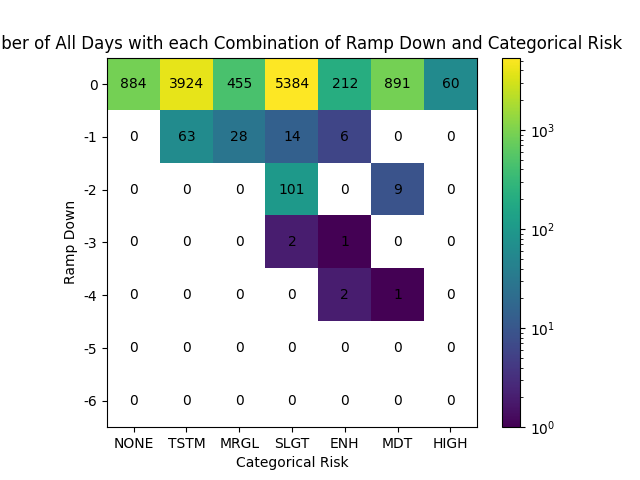 ber of All Days with each Combination of Ramp Down and Categorical Risk
0 884 3924 455 5384 212 891 60
-1 0 63 28 14 6 0 0
-2 0 0 0 101 0 9 0
-3 0 0 0 2 1 0 0
-4 0 0 0 0 2 1 0
-5 0 0 0 0 0 0 0
-6 0 0 0 0 0 0 0
NONE TSTM MRGL SLGT ENH MDT HIGH
Categorical Risk
Ramp Down
10³
10²
10¹
10⁰